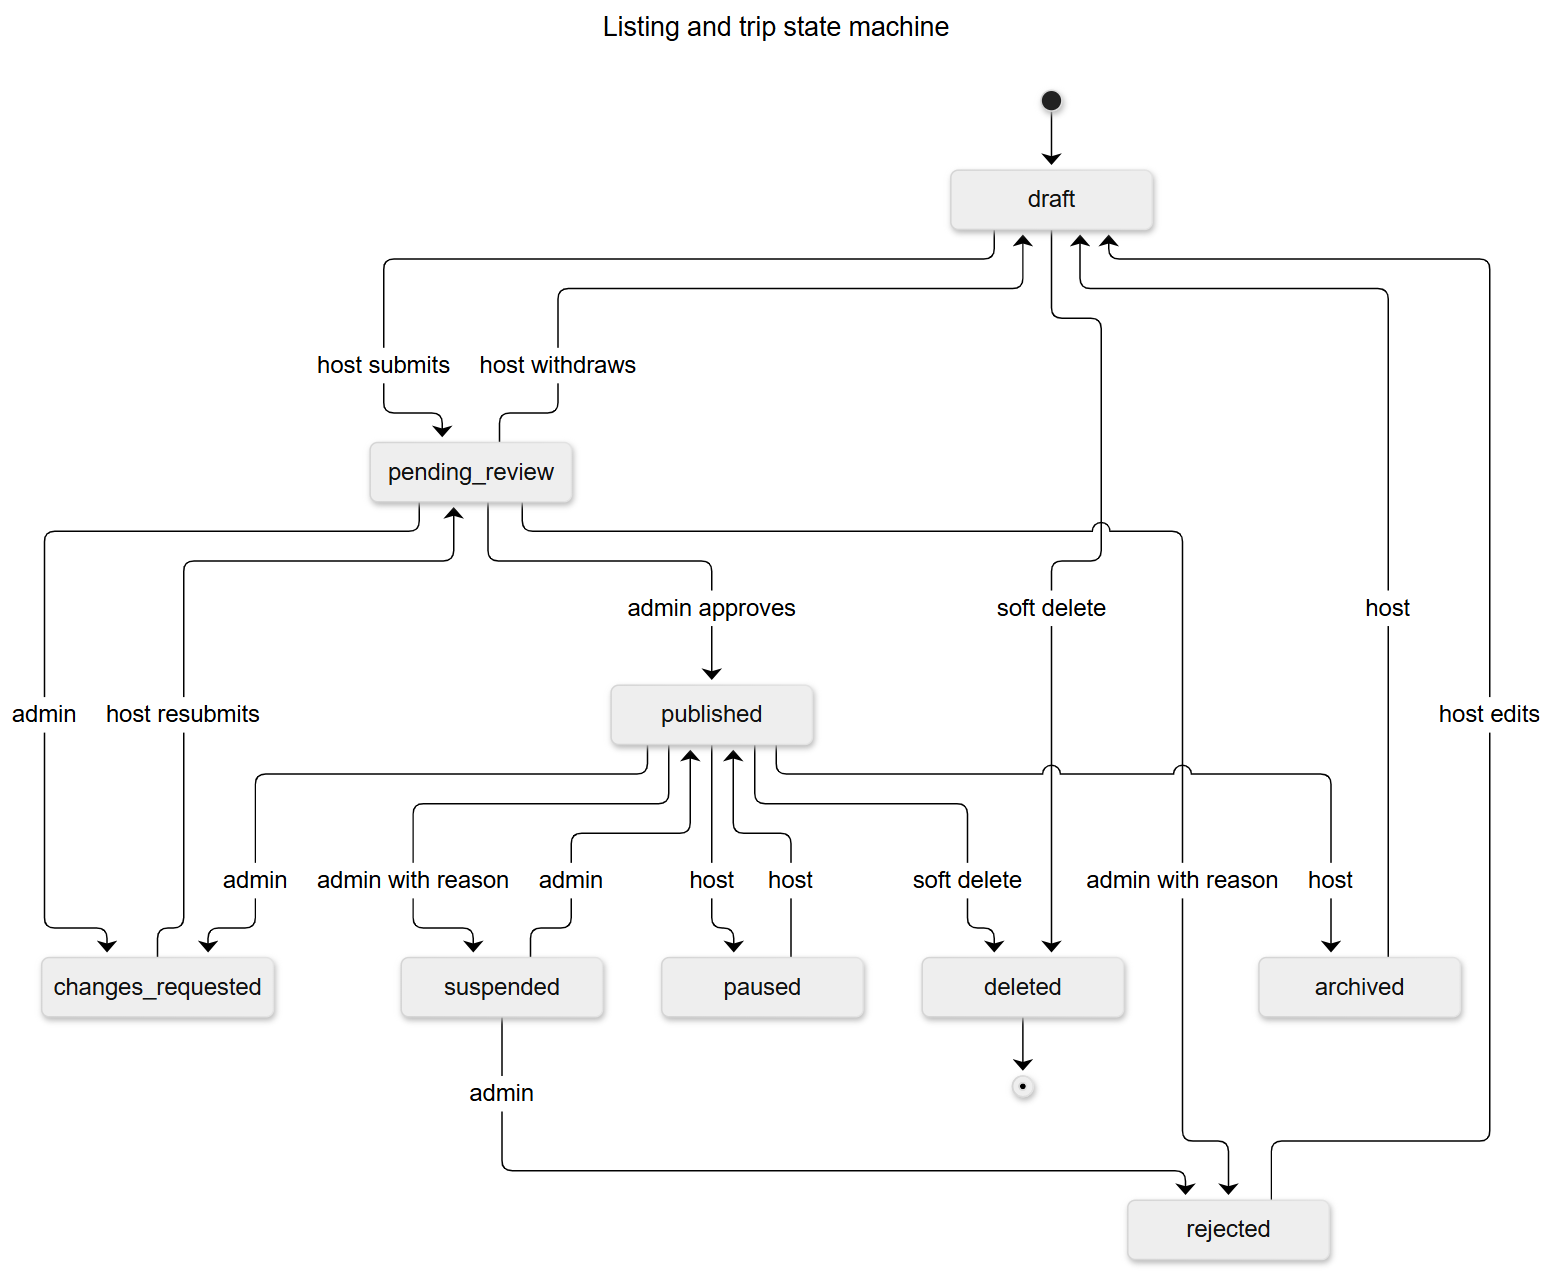 Listing and trip state machine
draft
host submits
host withdraws
pending_review
admin approves
soft delete
host
admin
host resubmits
published
host edits
admin
admin with reason
admin
host
host
soft delete
admin with reason
host
changes_requested
suspended
paused
deleted
archived
admin
rejected